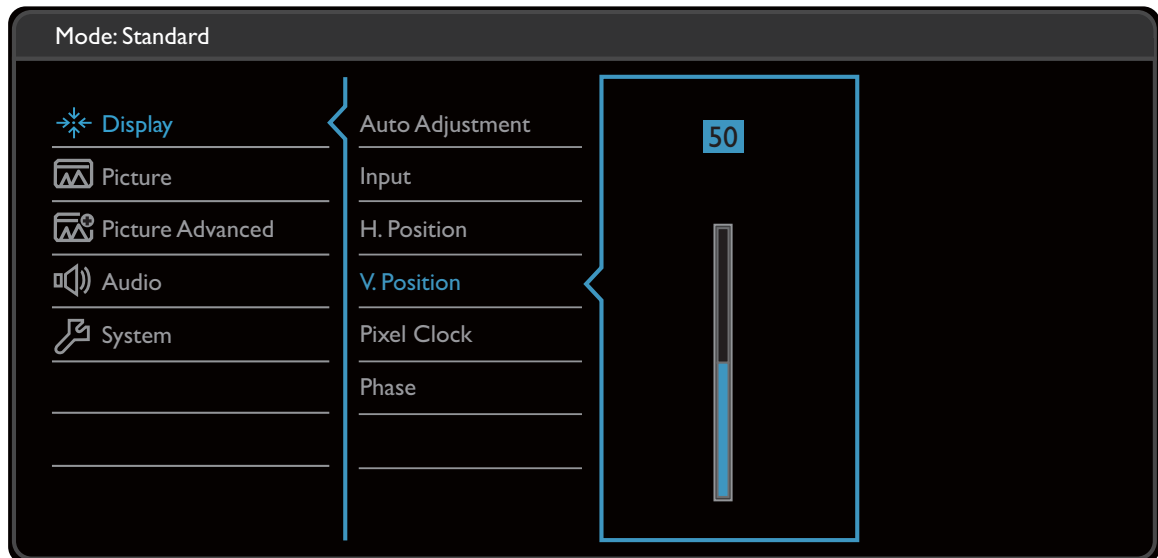 Mode: Standard
Display
Picture
Picture Advanced
Audio
System
Auto Adjustment
Input
H. Position
V. Position
Pixel Clock
Phase
50